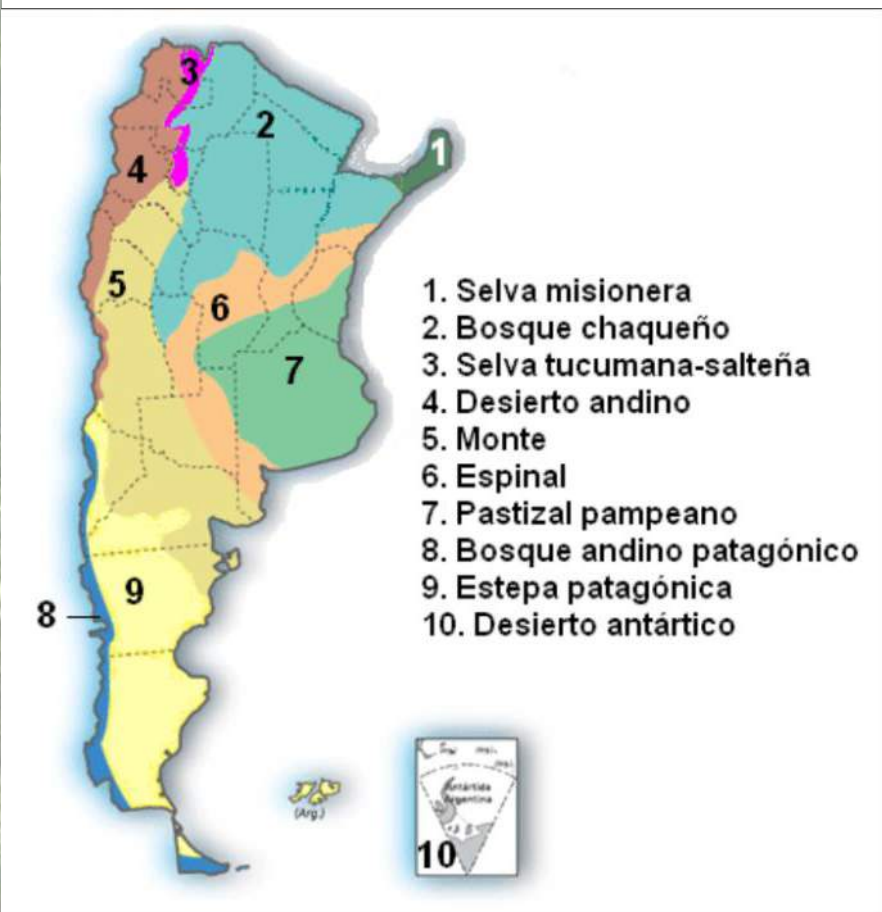 3
2
1
4
5
6
7
1. Selva misionera
2. Bosque chaqueño
3. Selva tucumana-salteña
4. Desierto andino
5. Monte
6. Espinal
7. Pastizal pampeano
8. Bosque andino patagónico
9. Estepa patagónica
10. Desierto antártico
9
8
(Arg.)
Antártida
Argentina
10